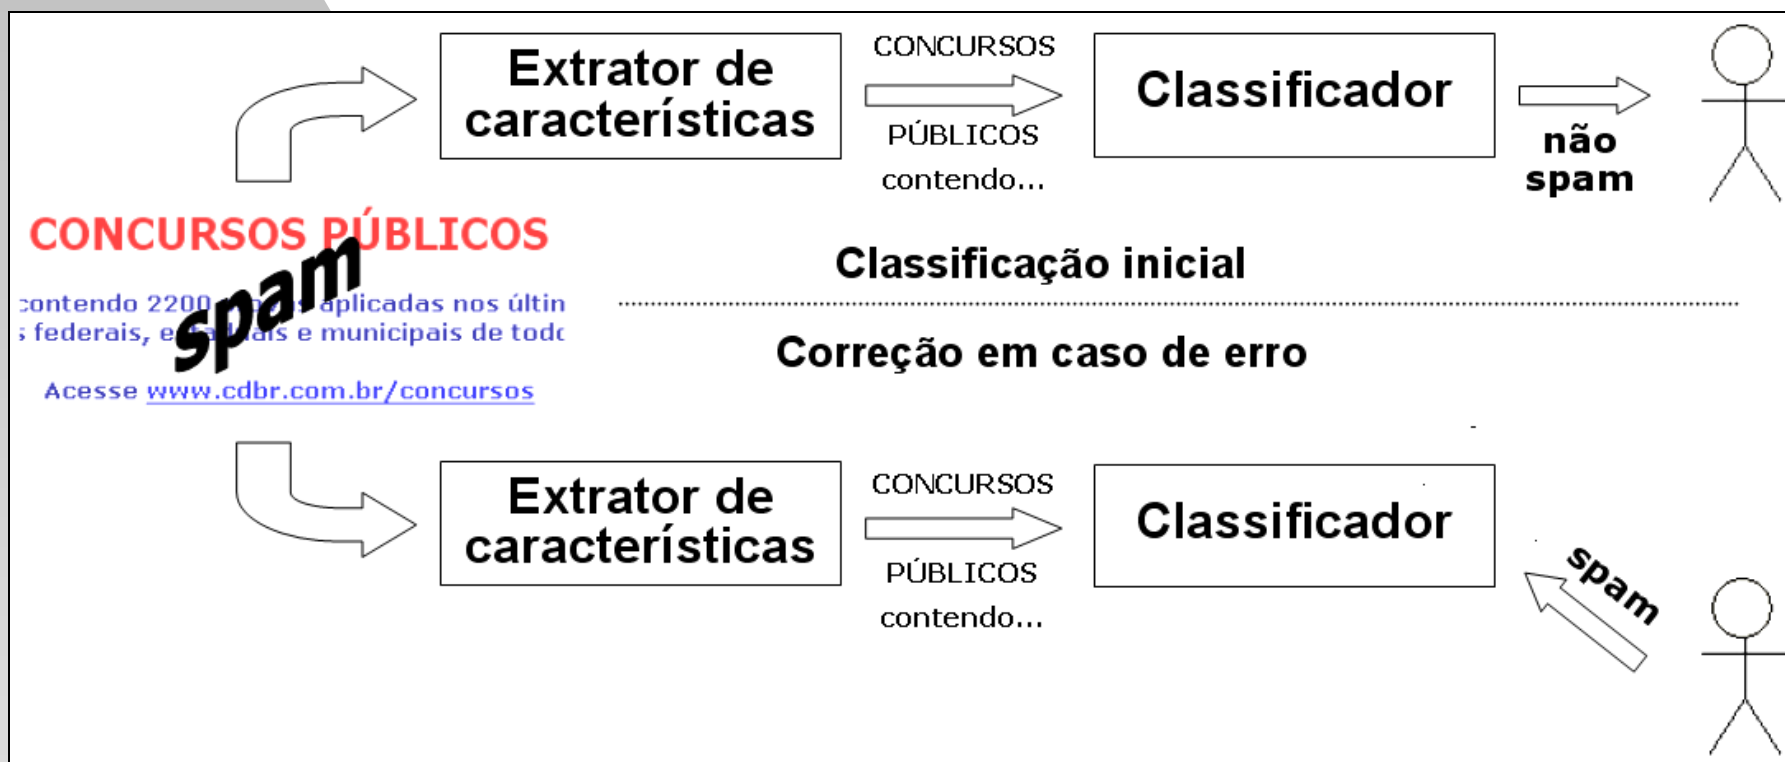 Extrator de
características
CONCURSOS
PÚBLICOS
contendo...
Classificador
não
spam
CONCURSOS PÚBLICOS
contendo 2200 aplicadas nos últin
s federais, e municipais de todo
spam
Acesse www.cdbr.com.br/concursos
Classificação inicial
Correção em caso de erro
Extrator de
características
CONCURSOS
PÚBLICOS
contendo...
Classificador
spam